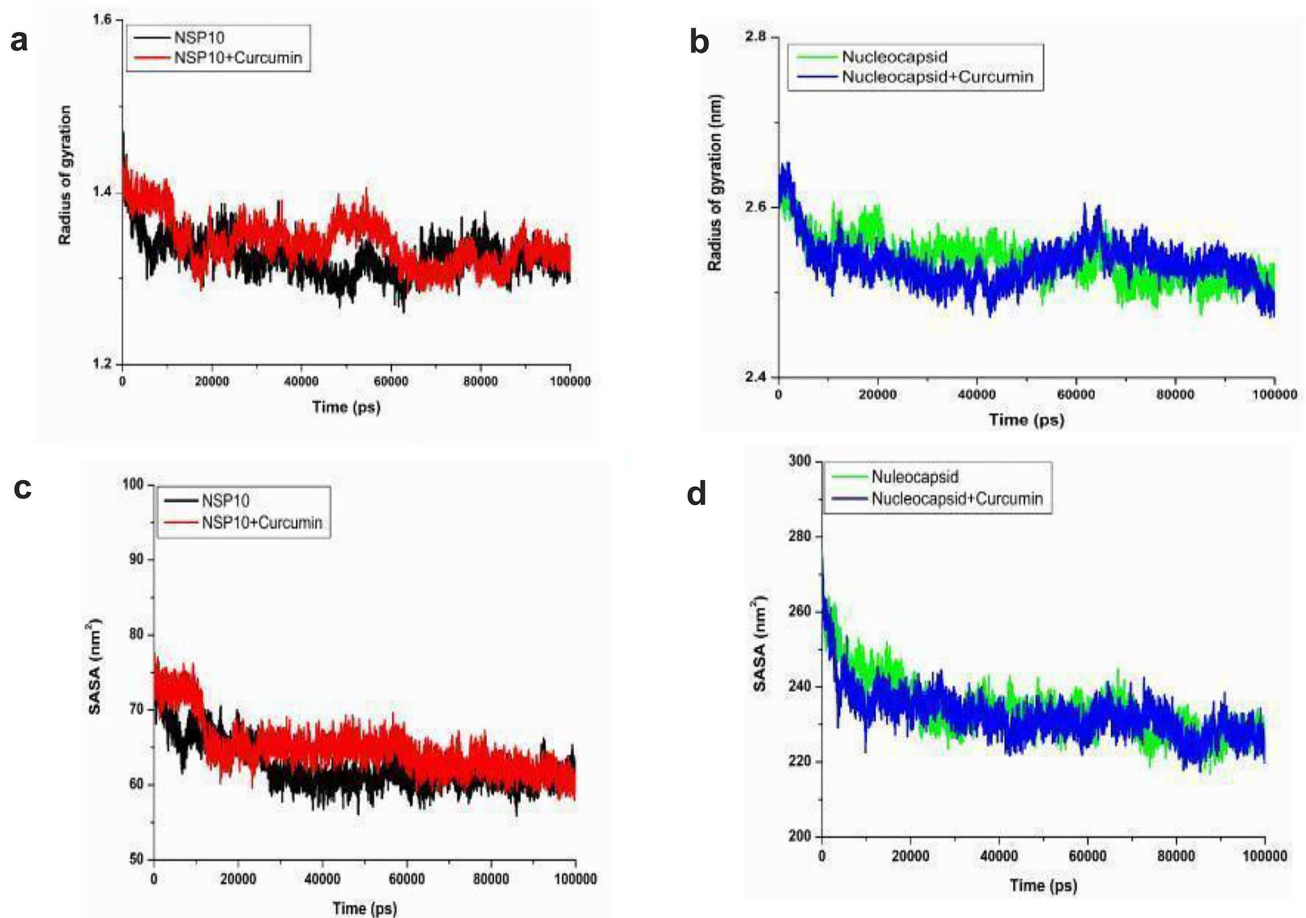 a
1.6
NSP10
NSP10+Curcumin
Radius of gyration
1.4
1.2
0 20000 40000 60000 80000 100000
Time (ps)
b
2.8
Nucleocapsid
Nucleocapsid+Curcumin
Radius of gyration (nm)
2.6
2.4
0 20000 40000 60000 80000 100000
Time (ps)
c
100
NSP10
NSP10+Curcumin
90
80
SASA (nm²)
70
60
50
0 20000 40000 60000 80000 100000
Time (ps)
d
300
Nuleocapsid
Nucleocapsid+Curcumin
280
260
SASA (nm²)
240
220
200
0 20000 40000 60000 80000 100000
Time (ps)